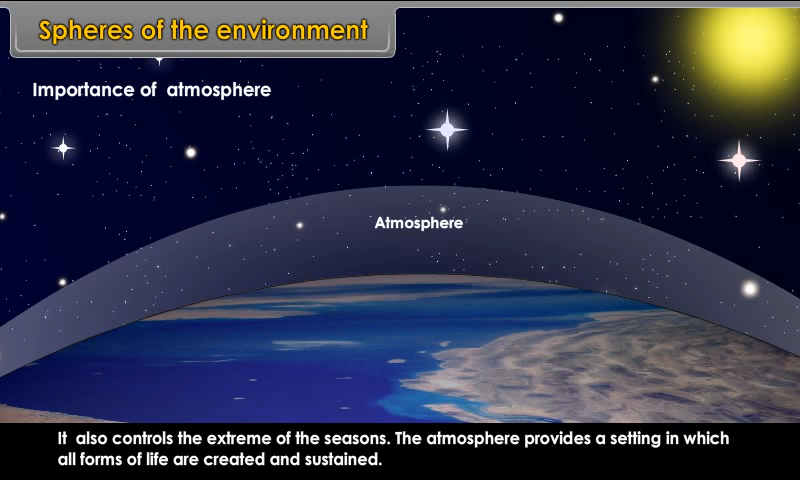 Spheres of the environment
Importance of atmosphere
Atmosphere
It also controls the extreme of the seasons. The atmosphere provides a setting in which
all forms of life are created and sustained.